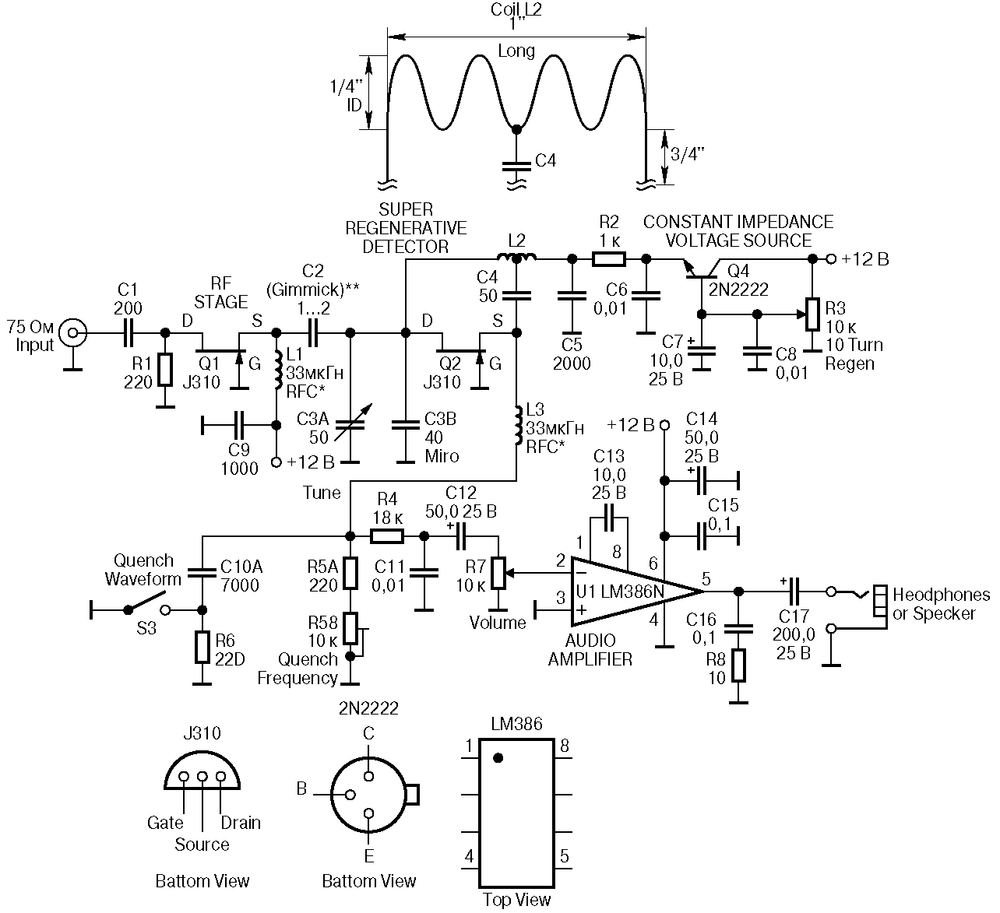 Coil L2
1"
Long
1/4"
ID
C4
3/4"
SUPER
REGENERATIVE
DETECTOR
L2
R2
1 к
CONSTANT IMPEDANCE
VOLTAGE SOURCE
+12 В
Q4
2N2222
C1
200
RF
STAGE
C2
(Gimmick)**
1...2
C4
50
C6
0,01
R3
10 к
10 Turn
Regen
75 Ом
Input
D
S
D
S
R1
220
Q1
J310
G
L1
33мкГн
RFC*
Q2
J310
G
C5
2000
C7
+
10,0
25 В
C8
0,01
C3A
50
C3B
40
Miro
L3
33мкГн
RFC*
C9
1000
+12 В
+12 В
C14
50,0
25 В
+
C13
10,0
25 В
Tune
R4
18 к
C12
50,0 25 В
+
C15
0,1
Quench
Waveform
C10A
7000
R5A
220
C11
0,01
R7
10 к
1
8
6
2
−
3
+
U1 LM386N
5
4
S3
R58
10 к
Volume
+
C16
0,1
C17
200,0
25 В
Heodphones
or Specker
R6
22D
Quench
Frequency
AUDIO
AMPLIFIER
R8
10
J310
Gate
Drain
Source
Battom View
2N2222
C
B
E
Battom View
LM386
1
8
4
5
Top View